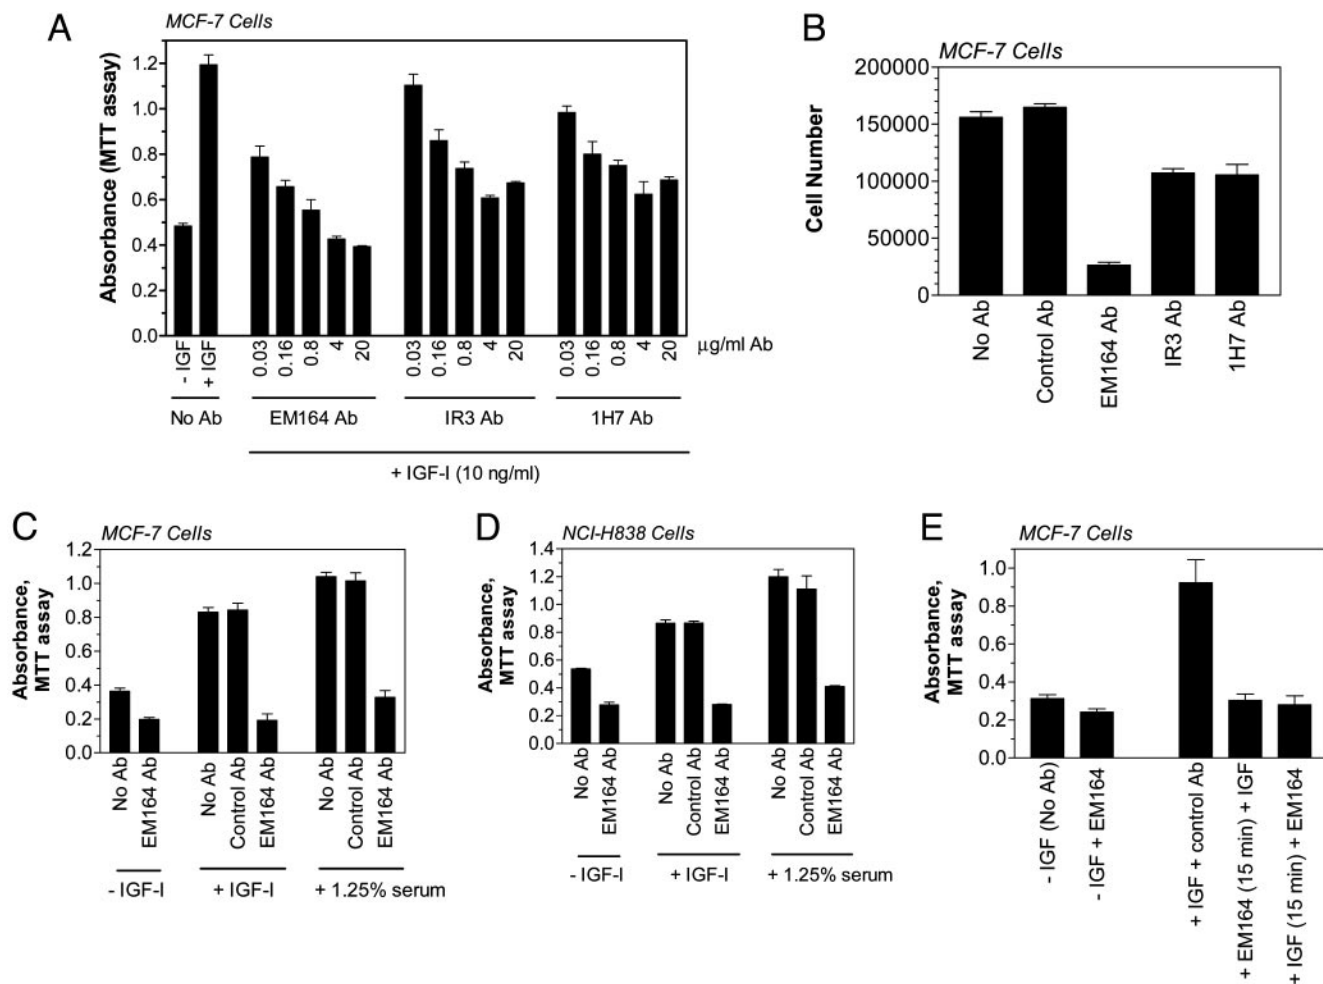 A
MCF-7 Cells
Absorbance (MTT assay)
1.2
1.0
0.8
0.6
0.4
0.2
0.0
- IGF
+ IGF
0.03
0.16
0.8
4
20
0.03
0.16
0.8
4
20
0.03
0.16
0.8
4
20
μg/ml Ab
No Ab
EM164 Ab
IR3 Ab
1H7 Ab
+ IGF-I (10 ng/ml)
B
MCF-7 Cells
Cell Number
200000
150000
100000
50000
0
No Ab
Control Ab
EM164 Ab
IR3 Ab
1H7 Ab
C
MCF-7 Cells
Absorbance,
MTT assay
1.2
1.0
0.8
0.6
0.4
0.2
0.0
No Ab
EM164 Ab
No Ab
Control Ab
EM164 Ab
No Ab
Control Ab
EM164 Ab
- IGF-I
+ IGF-I
+ 1.25% serum
D
NCI-H838 Cells
Absorbance,
MTT assay
1.4
1.2
1.0
0.8
0.6
0.4
0.2
0.0
No Ab
EM164 Ab
No Ab
Control Ab
EM164 Ab
No Ab
Control Ab
EM164 Ab
- IGF-I
+ IGF-I
+ 1.25% serum
E
MCF-7 Cells
Absorbance,
MTT assay
1.0
0.8
0.6
0.4
0.2
0.0
- IGF (No Ab)
- IGF + EM164
+ IGF + control Ab
+ EM164 (15 min) + IGF
+ IGF (15 min) + EM164